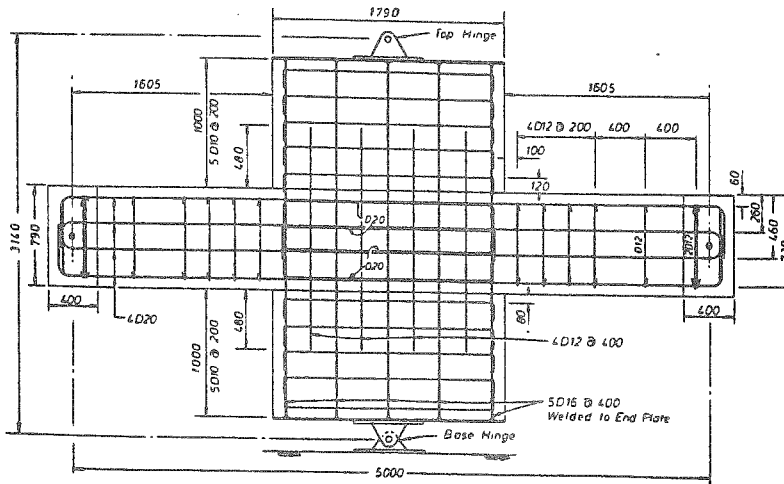 1790
Top Hinge
1605
1605
1000
5 D10 @ 200
480
4D12 @ 200
400
400
100
120
60
260
460
3140
790
D20
D20
D12
2D12
400
4D20
480
80
400
1000
5D10 @ 200
4D12 @ 400
5D16 @ 400
Welded to End Plate
Base Hinge
5000